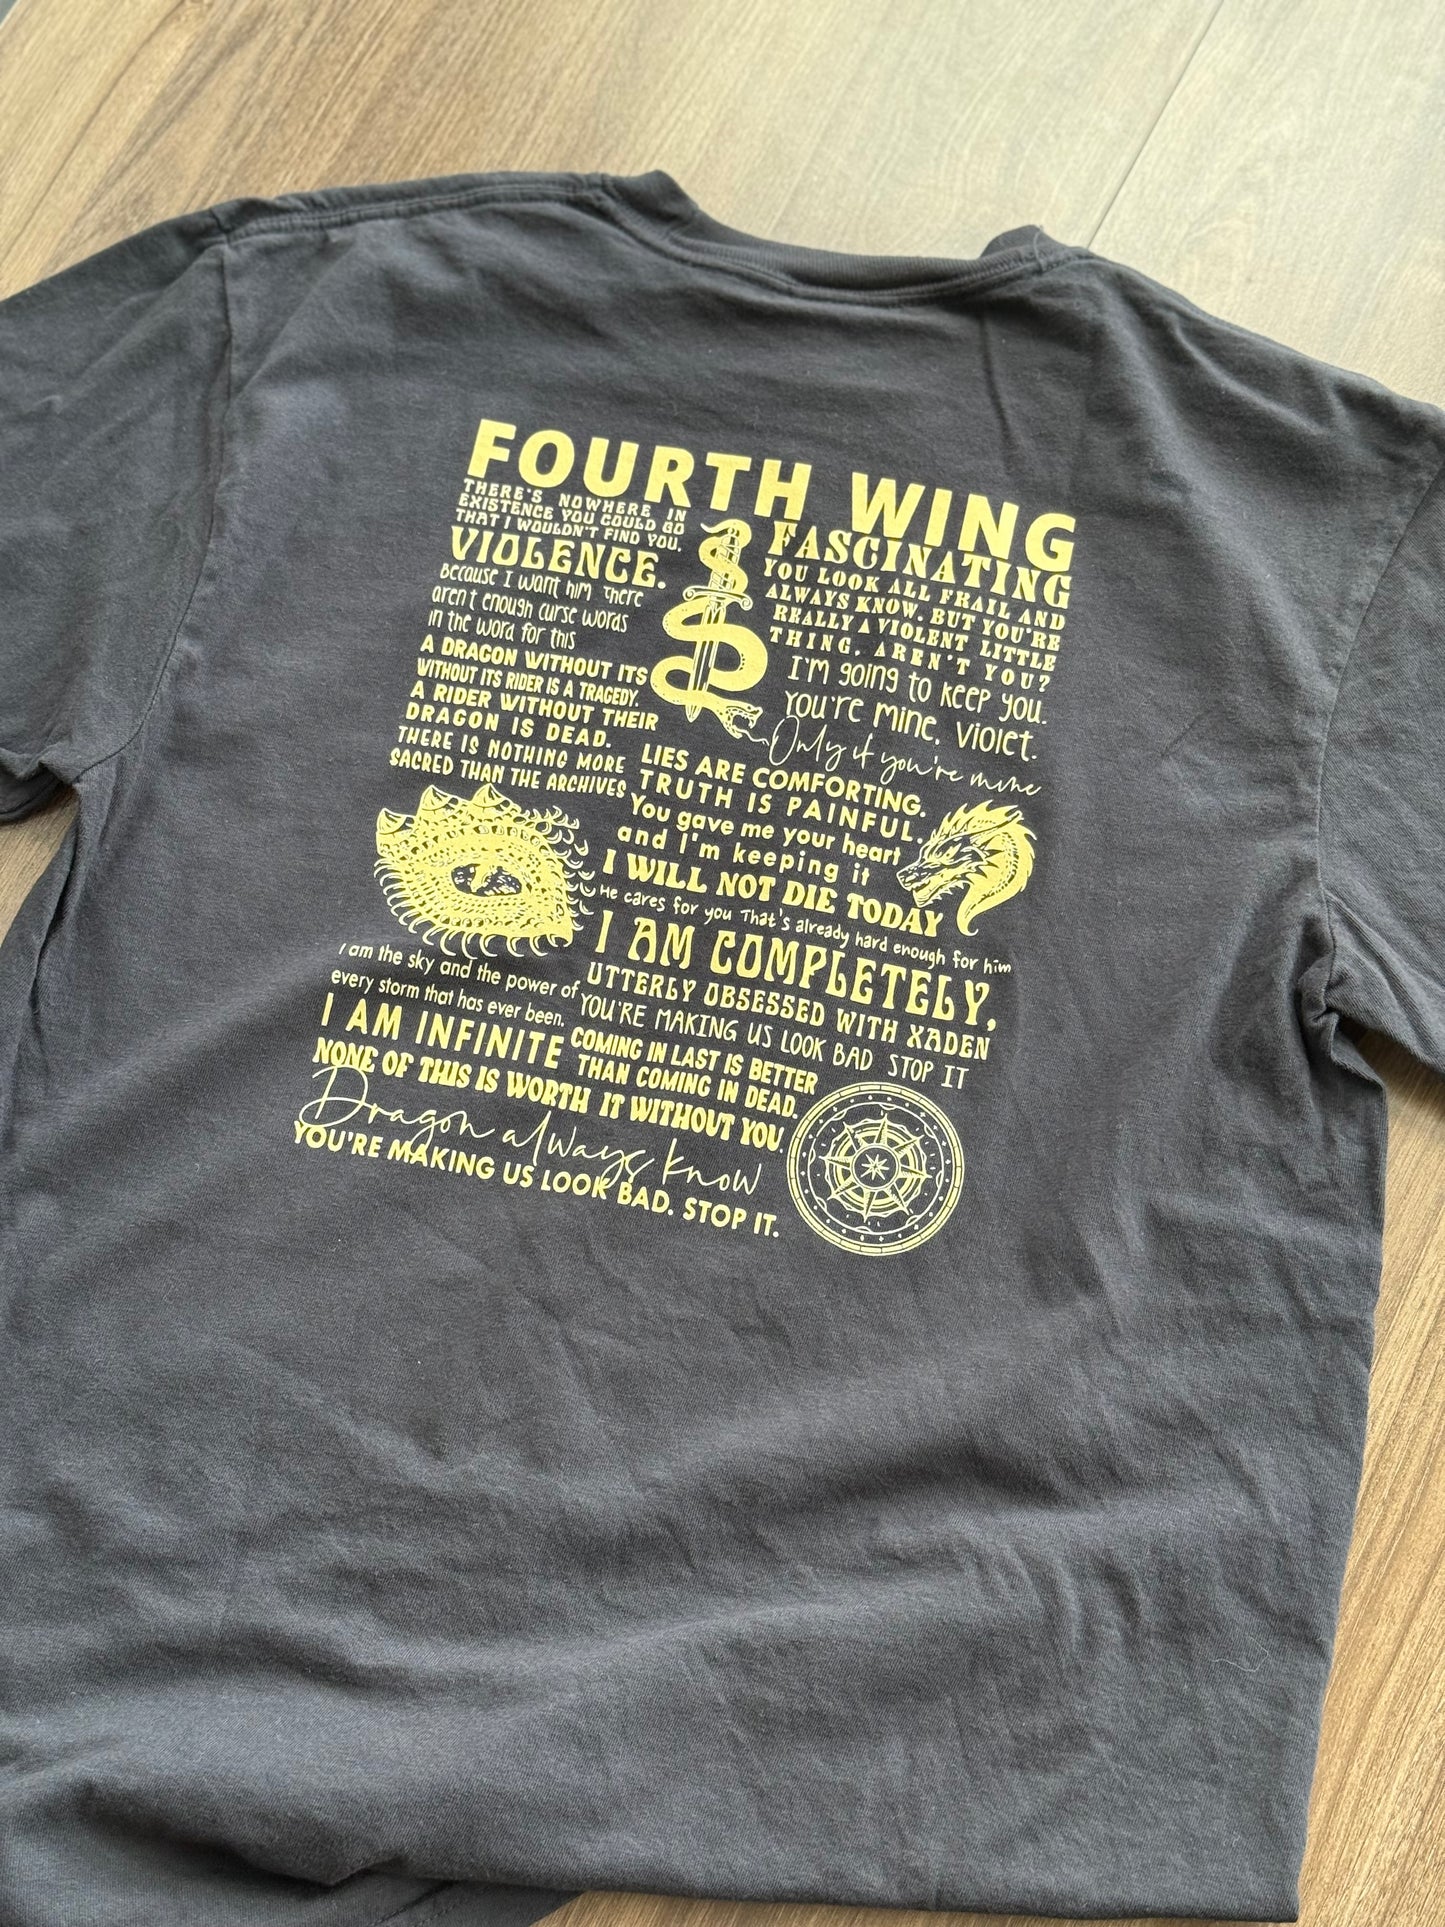 FOURTH WING
THERE'S NOWHERE IN
EXISTENCE YOU COULD GO
THAT I WOULDN'T FIND YOU,
VIOLENCE.
Because I want him. There
aren't enough curse words
in the word for this
A DRAGON WITHOUT ITS
WITHOUT ITS RIDER IS A TRAGEDY.
A RIDER WITHOUT THEIR
DRAGON IS DEAD.
THERE IS NOTHING MORE
SACRED THAN THE ARCHIVES
FASCINATING
YOU LOOK ALL FRAIL AND
ALWAYS KNOW. BUT YOU'RE
REALLY A VIOLENT LITTLE
THING, AREN'T YOU?
I'M going to keep you.
You're mine, Violet.
Only if you're mine
LIES ARE COMFORTING.
TRUTH IS PAINFUL.
You gave me your heart
and I'm keeping it
I WILL NOT DIE TODAY
He cares for you That's already hard enough for him
I AM COMPLETELY,
UTTERLY OBSESSED WITH XADEN
YOU'RE MAKING US LOOK BAD STOP IT
I am the sky and the power of
every storm that has ever been.
I AM INFINITE
COMING IN LAST IS BETTER
THAN COMING IN DEAD.
NONE OF THIS IS WORTH IT WITHOUT YOU.
Dragon always know
YOU'RE MAKING US LOOK BAD. STOP IT.